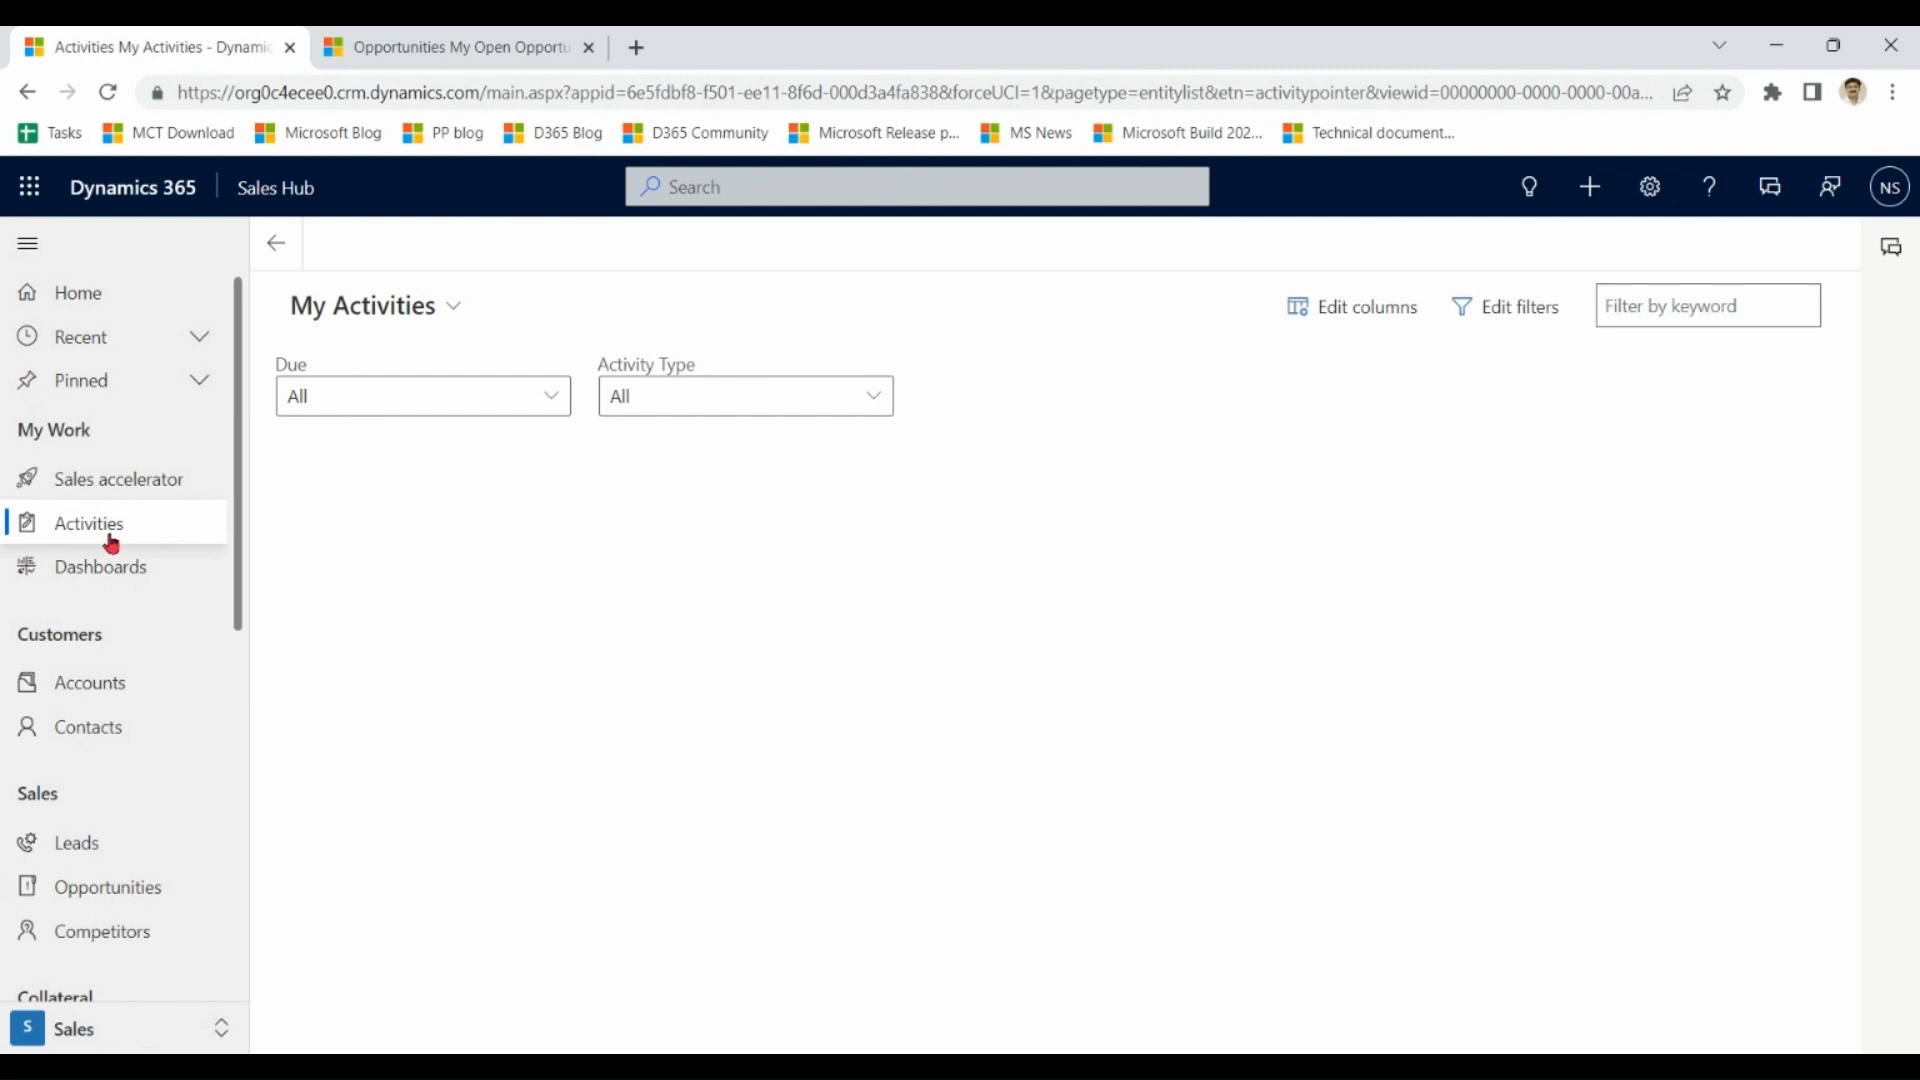 Activities My Activities - Dynamic
Opportunities My Open Opportu
https://org0c4ecee0.crm.dynamics.com/main.aspx?appid=6e5fdbf8-f501-ee11-8f6d-000d3a4fa838&forceUCI=1&pagetype=entitylist&etn=activitypointer&viewid=00000000-0000-0000-00a...
Tasks
MCT Download
Microsoft Blog
PP blog
D365 Blog
D365 Community
Microsoft Release p...
MS News
Microsoft Build 202...
Technical document...
Dynamics 365
Sales Hub
Search
NS
Home
Recent
Pinned
My Work
Sales accelerator
Activities
Dashboards
Customers
Accounts
Contacts
Sales
Leads
Opportunities
Competitors
Collateral
S
Sales
My Activities
Edit columns
Edit filters
Filter by keyword
Due
All
Activity Type
All